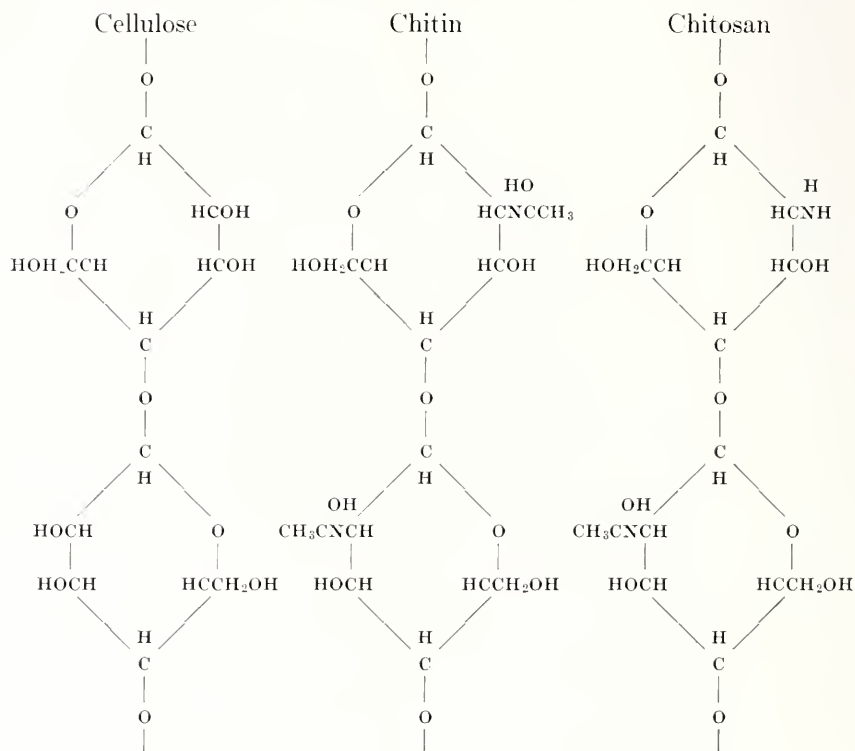 Cellulose Chitin Chitosan
O O O
C C C
H H H
HO H
O HCOH O HCNCCH₃ O HCNH
HOH₂CCH HCOH HOH₂CCH HCOH HOH₂CCH HCOH
H H H
C C C
O O O
C C C
H H H
OH OH
HOCH O CH₃CNCH O CH₃CNCH O
HOCH HCCH₂OH HOCH HCCH₂OH HOCH HCCH₂OH
H H H
C C C
O O O